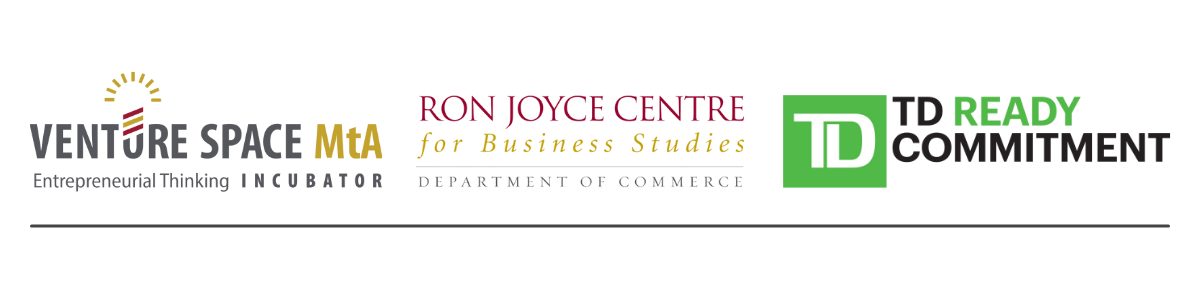 VENTURE SPACE MtA
Entrepreneurial Thinking INCUBATOR
RON JOYCE CENTRE
for Business Studies
DEPARTMENT OF COMMERCE
TD
TD READY
COMMITMENT